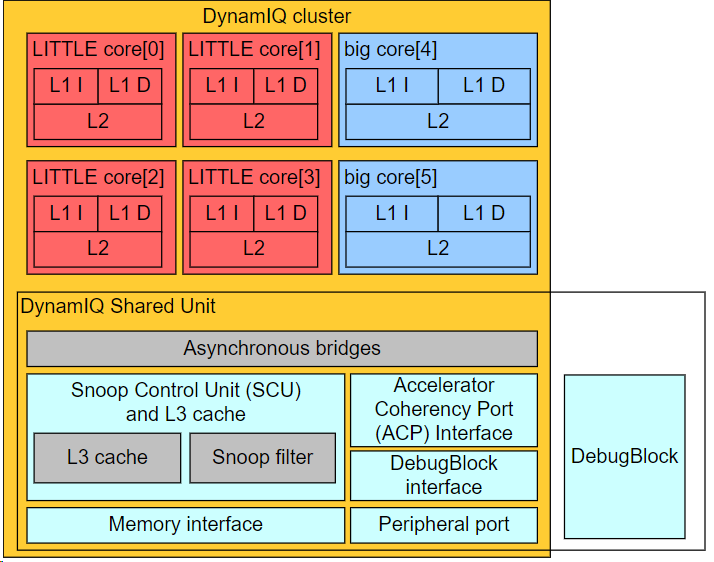 DynamIQ cluster
LITTLE core[0]
L1 I
L1 D
L2
LITTLE core[1]
L1 I
L1 D
L2
big core[4]
L1 I
L1 D
L2
LITTLE core[2]
L1 I
L1 D
L2
LITTLE core[3]
L1 I
L1 D
L2
big core[5]
L1 I
L1 D
L2
DynamIQ Shared Unit
Asynchronous bridges
Snoop Control Unit (SCU)
and L3 cache
L3 cache
Snoop filter
Accelerator
Coherency Port
(ACP) Interface
DebugBlock
interface
Memory interface
Peripheral port
DebugBlock